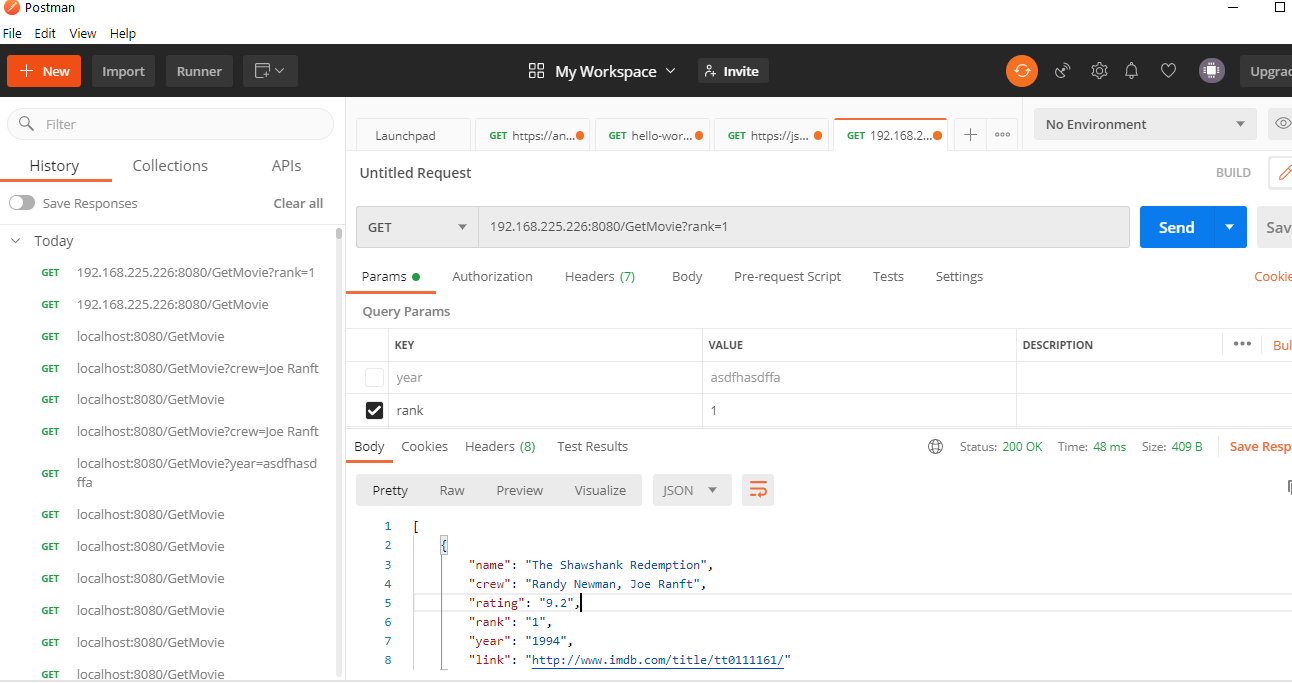 Postman
File Edit View Help
New Import Runner My Workspace Invite Upgrad
Filter
History Collections APIs
Save Responses Clear all
Today
GET 192.168.225.226:8080/GetMovie?rank=1
GET 192.168.225.226:8080/GetMovie
GET localhost:8080/GetMovie
GET localhost:8080/GetMovie?crew=Joe Ranft
GET localhost:8080/GetMovie
GET localhost:8080/GetMovie?crew=Joe Ranft
GET localhost:8080/GetMovie?year=asdfhasd
ffa
GET localhost:8080/GetMovie
GET localhost:8080/GetMovie
GET localhost:8080/GetMovie
GET localhost:8080/GetMovie
GET localhost:8080/GetMovie
GET localhost:8080/GetMovie
Launchpad GET https://an... GET hello-wor... GET https://js... GET 192.168.2... No Environment
Untitled Request BUILD
GET 192.168.225.226:8080/GetMovie?rank=1 Send Sav
Params Authorization Headers (7) Body Pre-request Script Tests Settings Cookie
Query Params
KEY VALUE DESCRIPTION ••• Bul
year asdfhasdffa
rank 1
Body Cookies Headers (8) Test Results Status: 200 OK Time: 48 ms Size: 409 B Save Resp
Pretty Raw Preview Visualize JSON
1 [
2 {
3 "name": "The Shawshank Redemption",
4 "crew": "Randy Newman, Joe Ranft",
5 "rating": "9.2",
6 "rank": "1",
7 "year": "1994",
8 "link": "http://www.imdb.com/title/tt0111161/"